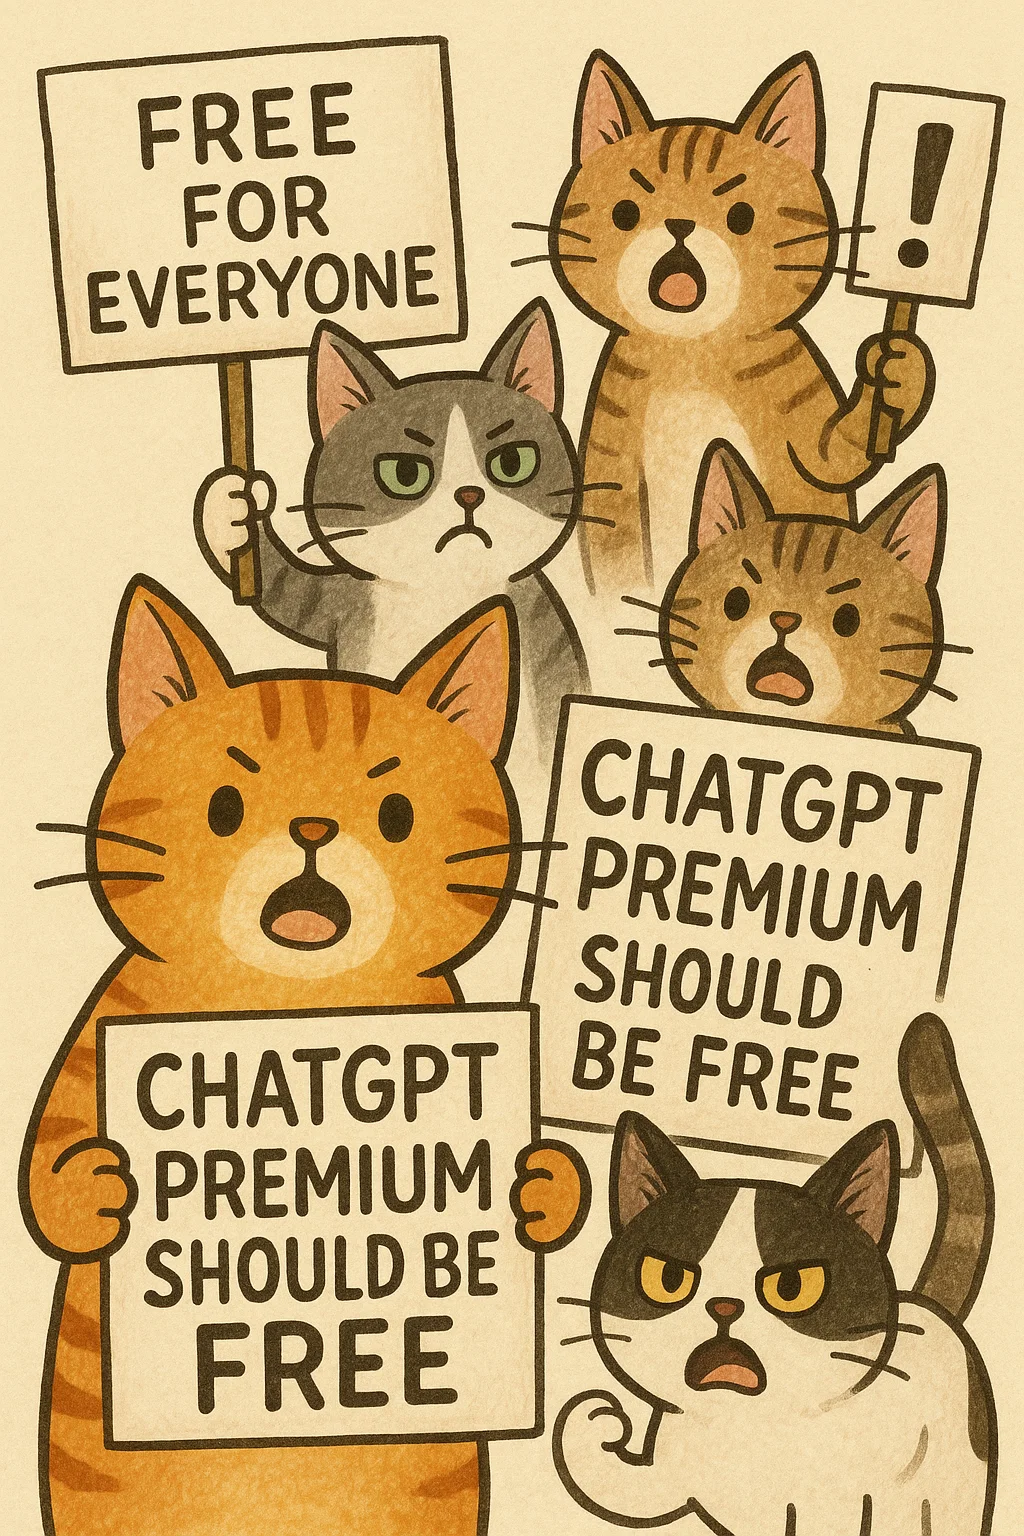 FREE
FOR
EVERYONE
!
CHATGPT
PREMIUM
SHOULD
BE FREE
CHATGPT
PREMIUM
SHOULD BE
FREE